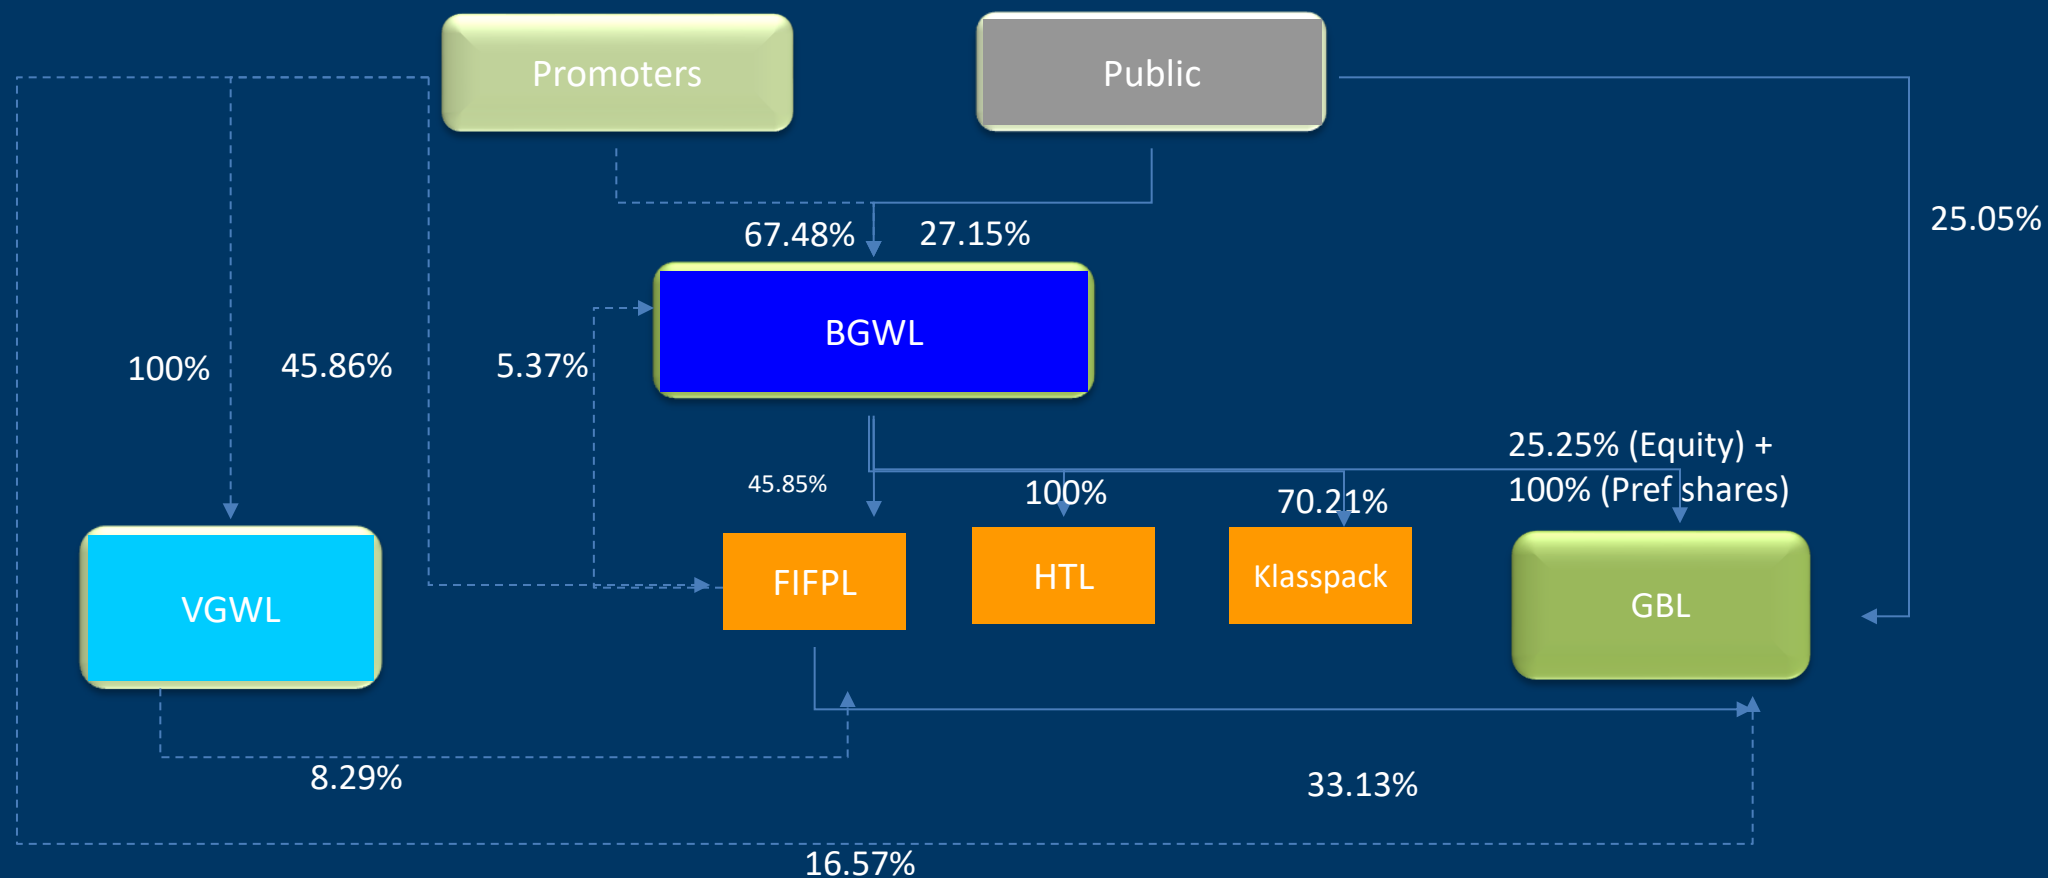 Promoters
Public
25.05%
67.48%
27.15%
BGWL
100%
45.86%
5.37%
25.25% (Equity) +
100% (Pref shares)
45.85%
100%
70.21%
VGWL
FIFPL
HTL
Klasspack
GBL
8.29%
33.13%
16.57%